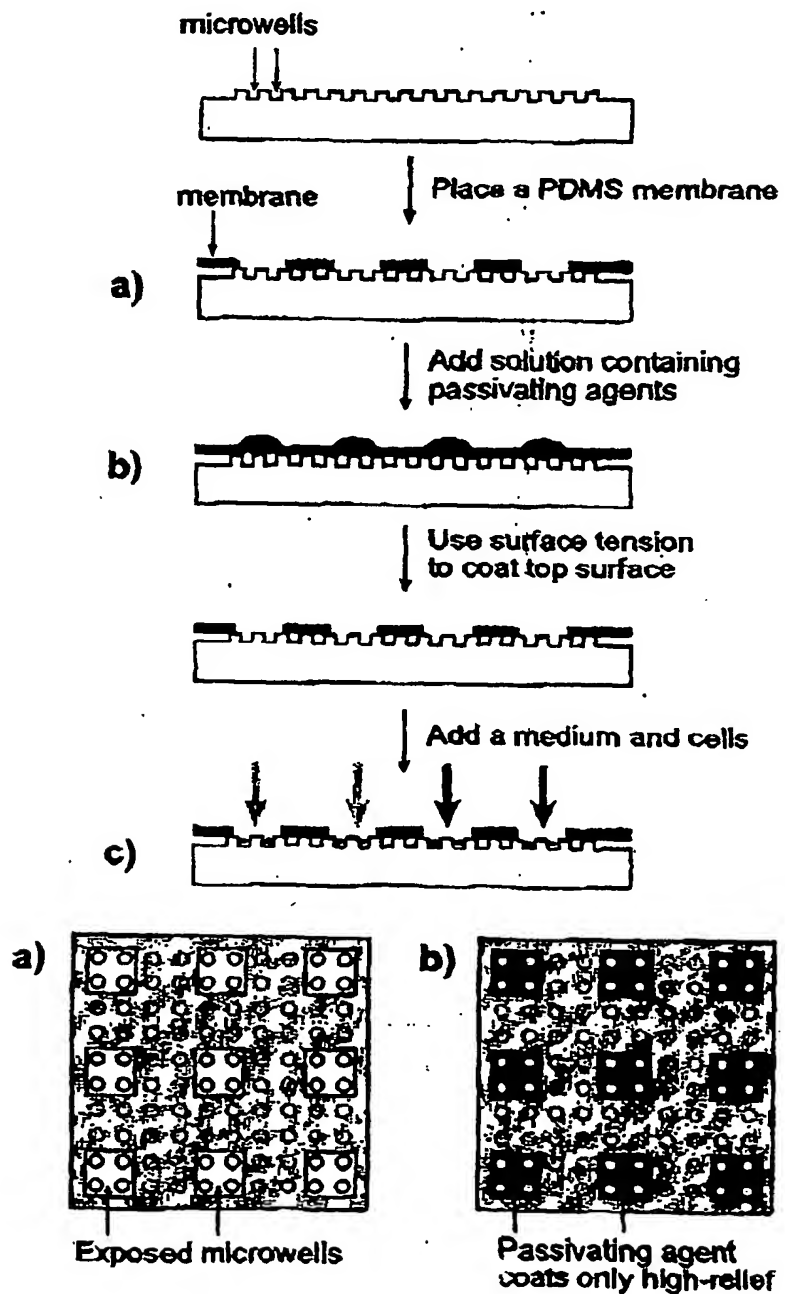 microwells
Place a PDMS membrane
membrane
a)
Add solution containing
passivating agents
b)
Use surface tension
to coat top surface
Add a medium and cells
c)
a)
b)
Exposed microwells
Passivating agent
coats only high-relief